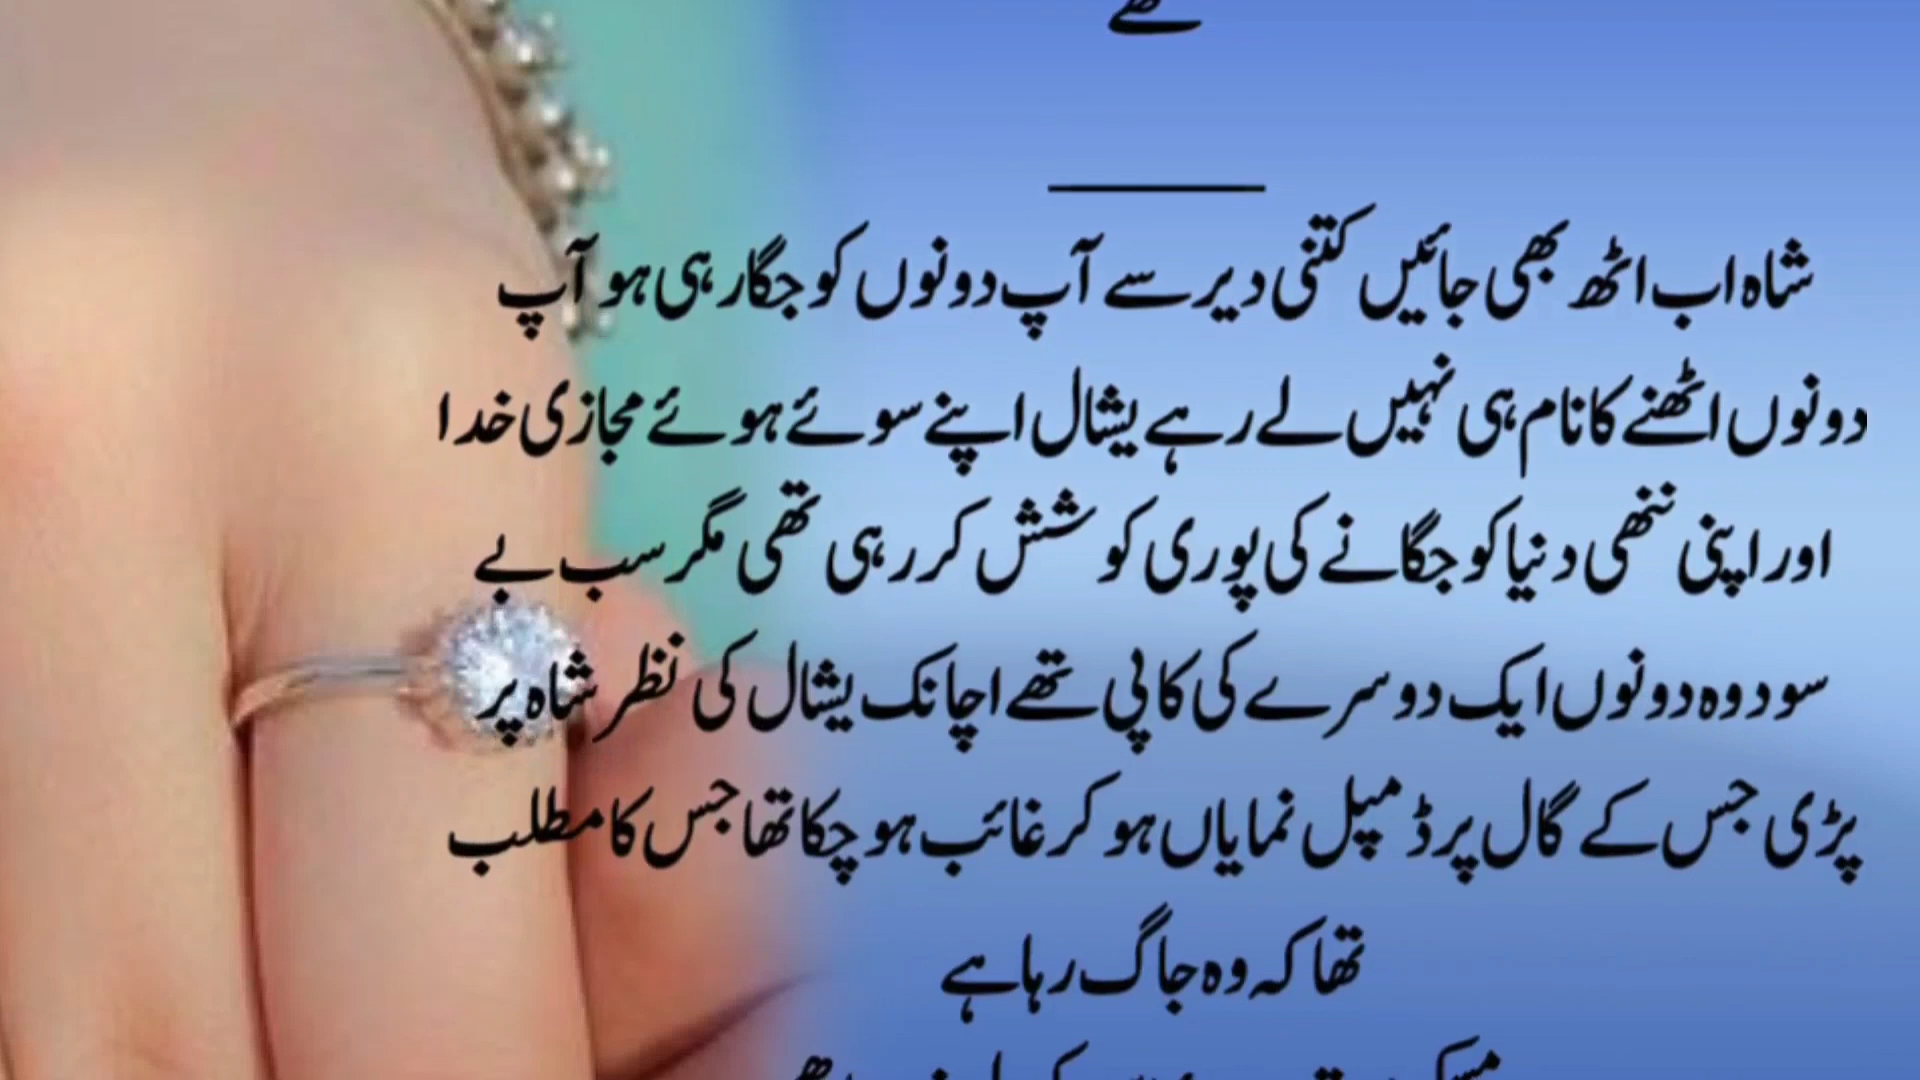 تھے
شاہ اب اٹھ بھی جائیں کتنی دیر سے آپ دونوں کو جگا رہی ہو آپ
دونوں اٹھنے کا نام ہی نہیں لے رہے یشال اپنے سوئے ہوئے مجازی خدا
اور اپنی ننھی دنیا کو جگانے کی پوری کوشش کر رہی تھی مگر سب بے
سود وہ دونوں ایک دوسرے کی کاپی تھے اچانک یشال کی نظر شاہ پر
پڑی جس کے گال پر ڈمپل نمایاں ہو کر غائب ہو چکا تھا جس کا مطلب
تھا کہ وہ جاگ رہا ہے